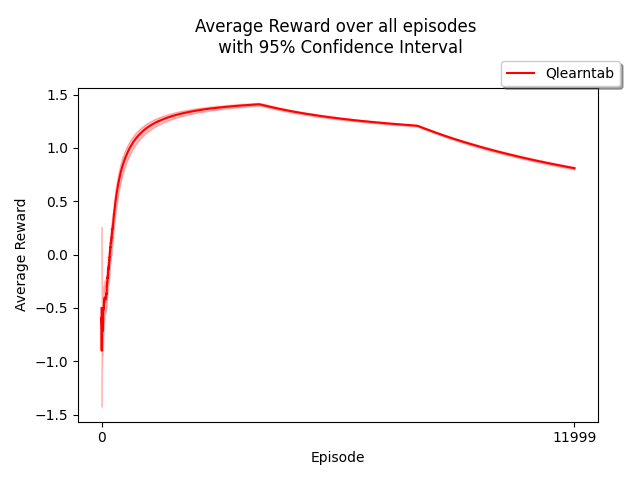 Average Reward over all episodes
with 95% Confidence Interval
Qlearntab
1.5
1.0
0.5
0.0
−0.5
−1.0
−1.5
Average Reward
0
11999
Episode